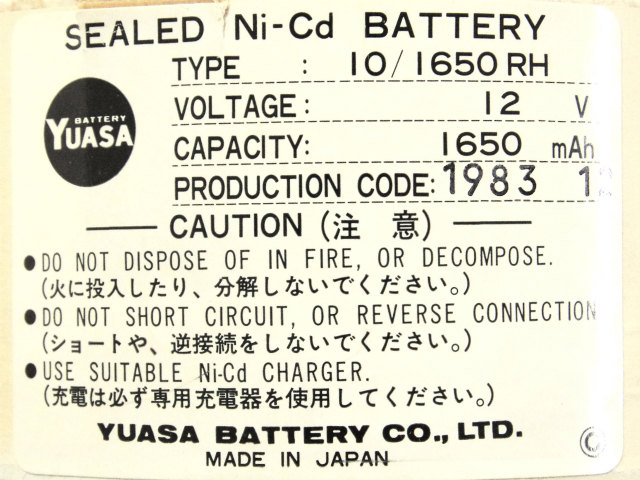 SEALED Ni-Cd BATTERY
TYPE : 10/1650RH
BATTERY
YUASA
VOLTAGE: 12 V
CAPACITY: 1650 mAh
PRODUCTION CODE: 1983 12
CAUTION (注 意)
●DO NOT DISPOSE OF IN FIRE, OR DECOMPOSE.
(火に投入したり、分解しないでください。)
●DO NOT SHORT CIRCUIT, OR REVERSE CONNECTION
(ショートや、逆接続をしないでください。)
●USE SUITABLE Ni-Cd CHARGER.
(充電は必ず専用充電器を使用してください。)
YUASA BATTERY CO., LTD.
MADE IN JAPAN
©